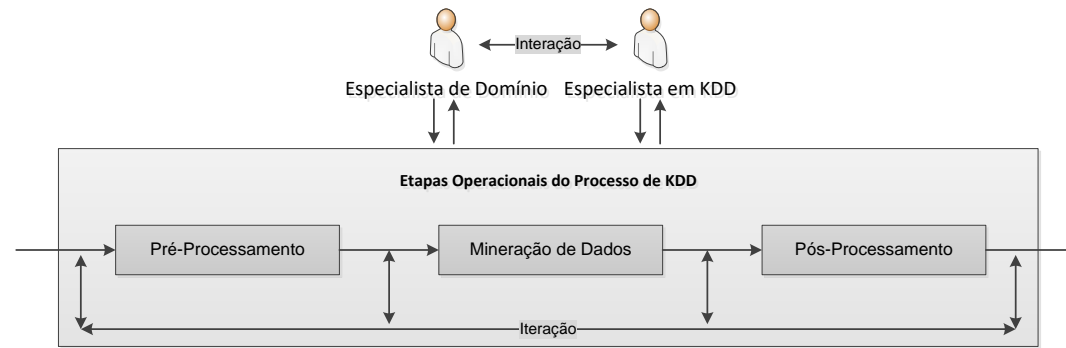 Interação
Especialista de Domínio
Especialista em KDD
Etapas Operacionais do Processo de KDD
Pré-Processamento
Mineração de Dados
Pós-Processamento
Iteração